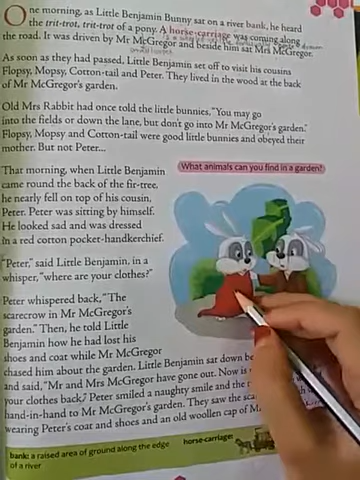 One morning, as Little Benjamin Bunny sat on a river bank, he heard
the trit-trot, trit-trot of a pony. A horse-carriage was coming along
the road. It was driven by Mr McGregor and beside him sat Mrs McGregor.
As soon as they had passed, Little Benjamin set off to visit his cousins
Flopsy, Mopsy, Cotton-tail and Peter. They lived in the wood at the back
of Mr McGregor's garden.
Old Mrs Rabbit had once told the little bunnies, "You may go
into the fields or down the lane, but don't go into Mr McGregor's garden."
Flopsy, Mopsy and Cotton-tail were good little bunnies and obeyed their
mother. But not Peter...
What animals can you find in a garden?
That morning, when Little Benjamin
came round the back of the fir-tree,
he nearly fell on top of his cousin,
Peter. Peter was sitting by himself.
He looked sad and was dressed
in a red cotton pocket-handkerchief.
"Peter," said Little Benjamin, in a
whisper, "where are your clothes?"
Peter whispered back, "The
scarecrow in Mr McGregor's
garden." Then, he told Little
Benjamin how he had lost his
shoes and coat while Mr McGregor
chased him about the garden. Little Benjamin sat down
and said, "Mr and Mrs McGregor have gone out. Now is
your clothes back." Peter smiled a naughty smile and the
hand-in-hand to Mr McGregor's garden. They saw the
wearing Peter's coat and shoes and an old woollen cap of
bank: a raised area of ground along the edge
of a river
horse-carriage: